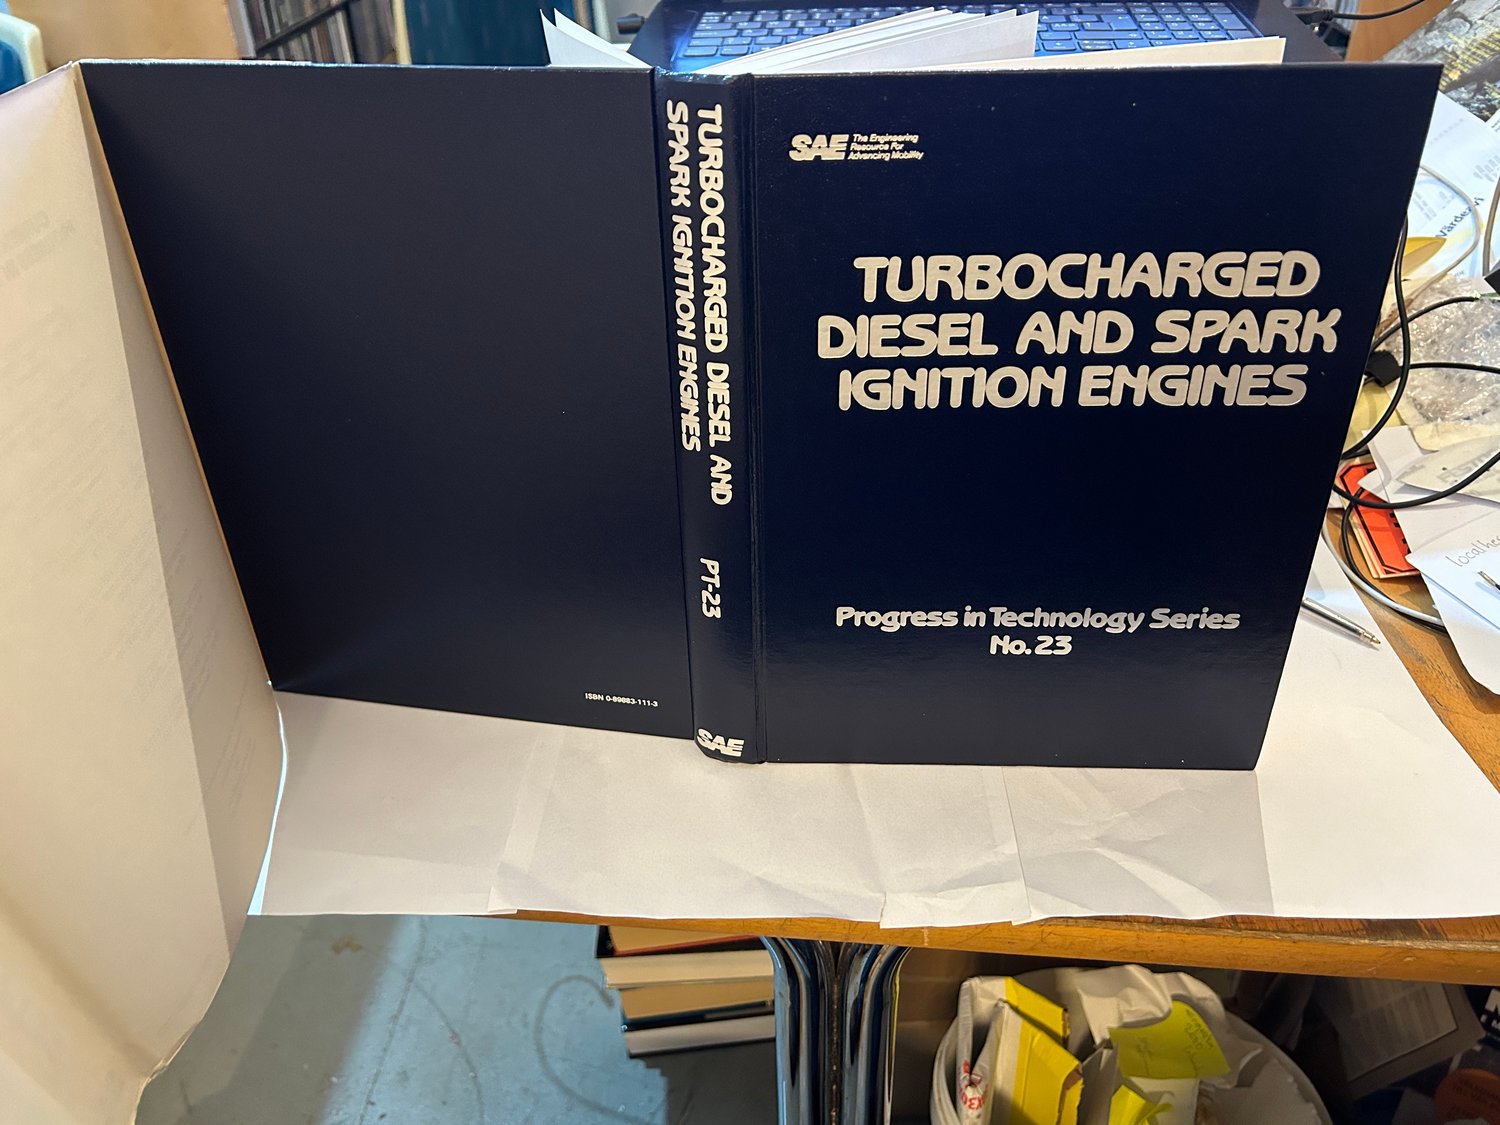 TURBOCHARGED DIESEL AND
SPARK IGNITION ENGINES
PT-23
SAE
ISBN 0-89883-111-3
SAE
The Engineering
Resource For
Advancing Mobility
TURBOCHARGED
DIESEL AND SPARK
IGNITION ENGINES
Progress in Technology Series
No. 23